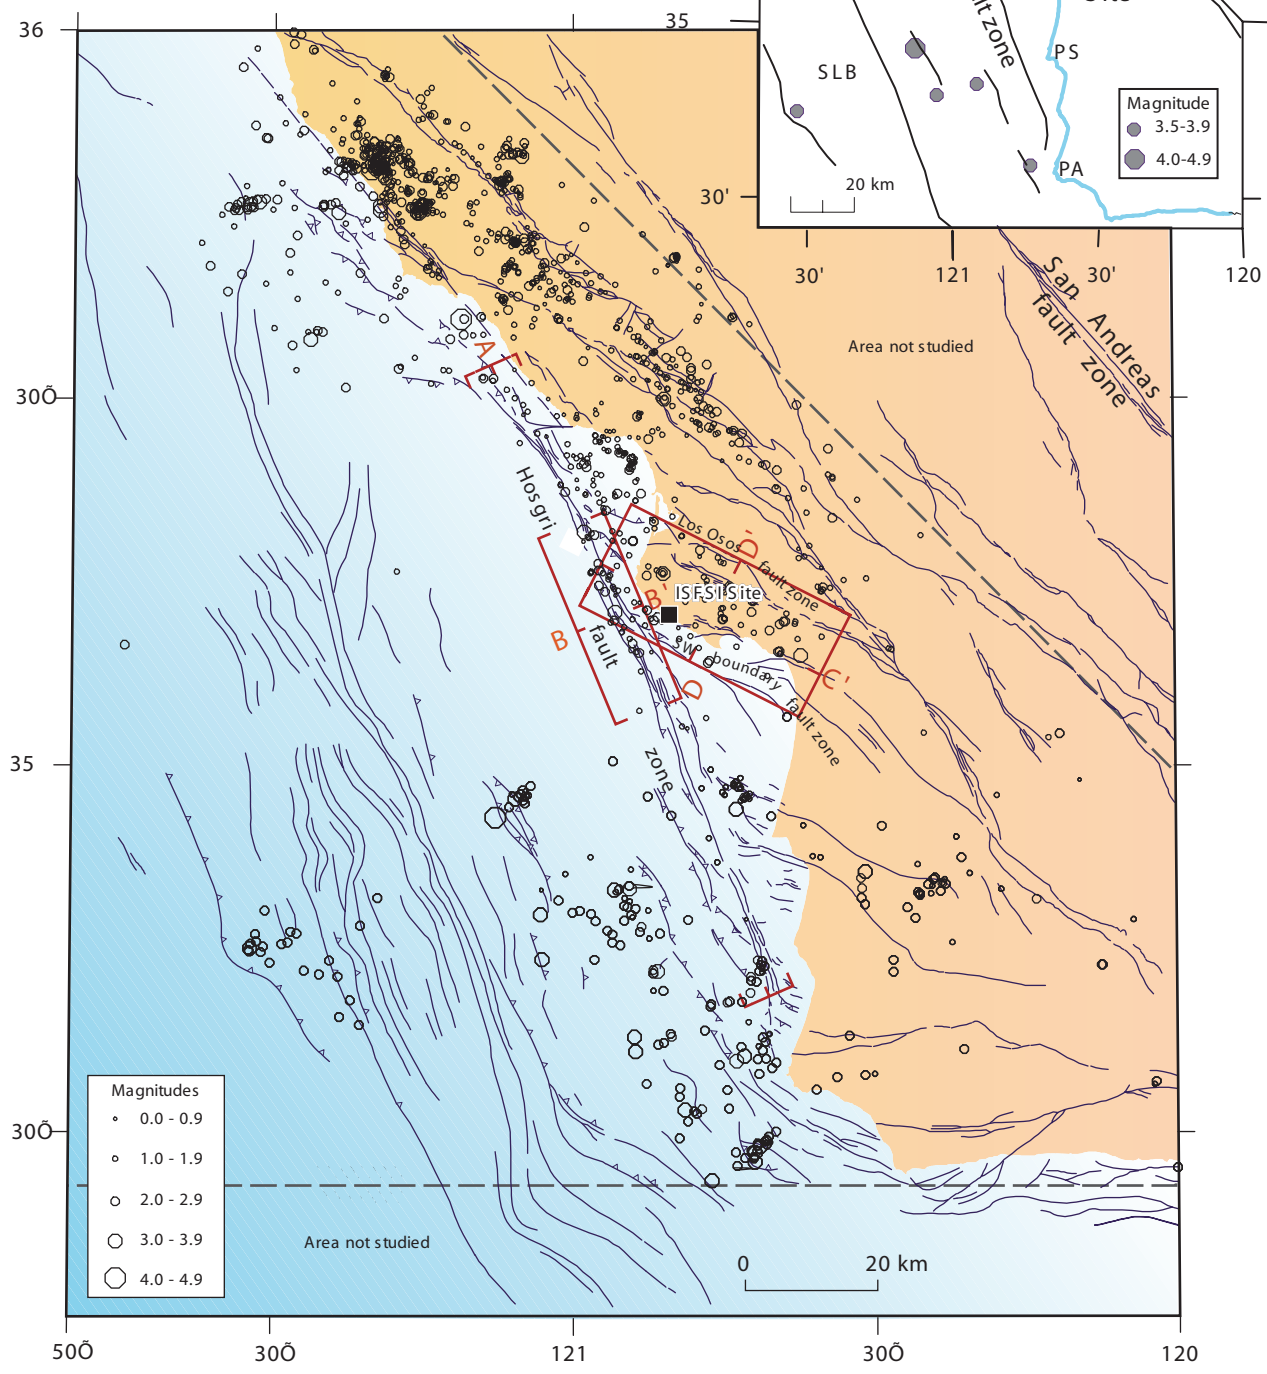 36
35
SLB
PS
PA
Magnitude
3.5-3.9
4.0-4.9
20 km
30'
30'
121
30'
120
San Andreas
fault zone
Area not studied
30Õ
Hosgri
fault
zone
A
B
B'
D
D'
C'
Los Osos
fault zone
ISFSI Site
SW boundary
fault zone
35
30Õ
Magnitudes
0.0 - 0.9
1.0 - 1.9
2.0 - 2.9
3.0 - 3.9
4.0 - 4.9
Area not studied
0 20 km
50Õ
30Õ
121
30Õ
120
zone